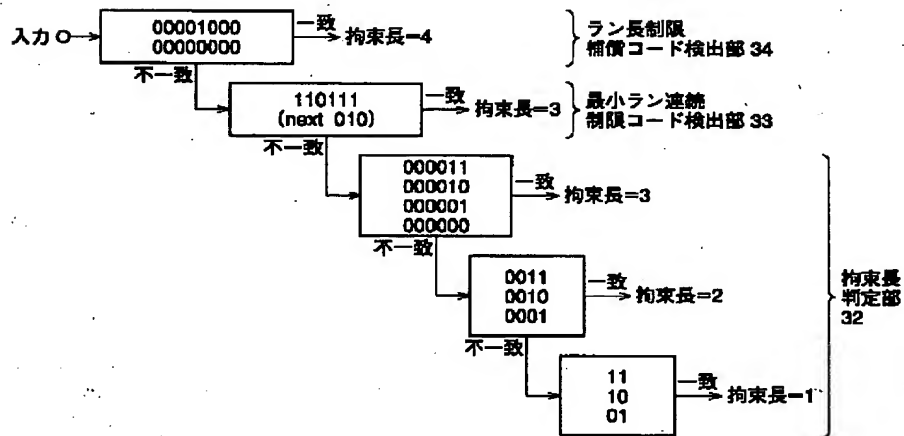 入力
00001000
00000000
一致
拘束長=4
ラン長制限
補償コード検出部 34
不一致
110111
(next 010)
一致
拘束長=3
最小ラン連続
制限コード検出部 33
不一致
000011
000010
000001
000000
一致
拘束長=3
不一致
0011
0010
0001
一致
拘束長=2
拘束長
判定部
32
不一致
11
10
01
一致
拘束長=1